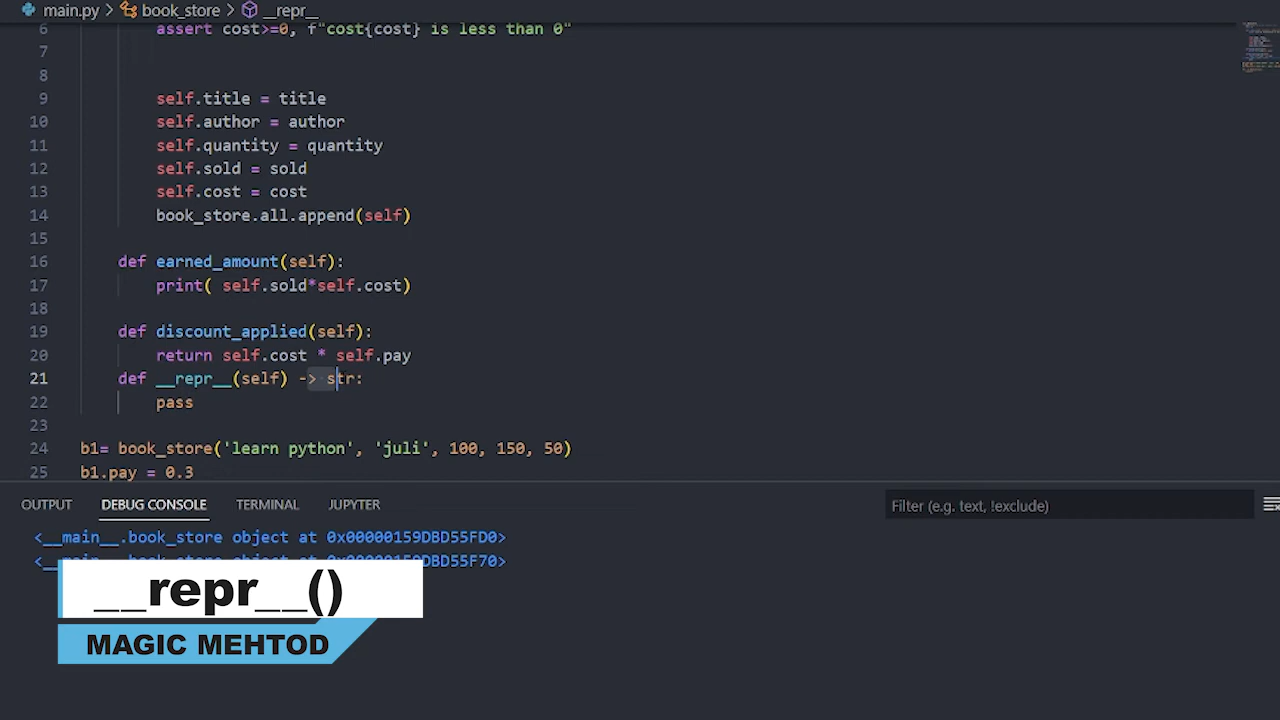 main.py > book_store > __repr__
6 assert cost>=0, f"cost{cost} is less than 0"
7
8
9 self.title = title
10 self.author = author
11 self.quantity = quantity
12 self.sold = sold
13 self.cost = cost
14 book_store.all.append(self)
15
16 def earned_amount(self):
17 print( self.sold*self.cost)
18
19 def discount_applied(self):
20 return self.cost * self.pay
21 def __repr__(self) -> str:
22 pass
23
24 b1= book_store('learn python', 'juli', 100, 150, 50)
25 b1.pay = 0.3
OUTPUT DEBUG CONSOLE TERMINAL JUPYTER Filter (e.g. text, !exclude)
<__main__.book_store object at 0x00000159DBD55FD0>
<__main__.book_store object at 0x00000159DBD55F70>
__repr__()
MAGIC MEHTOD